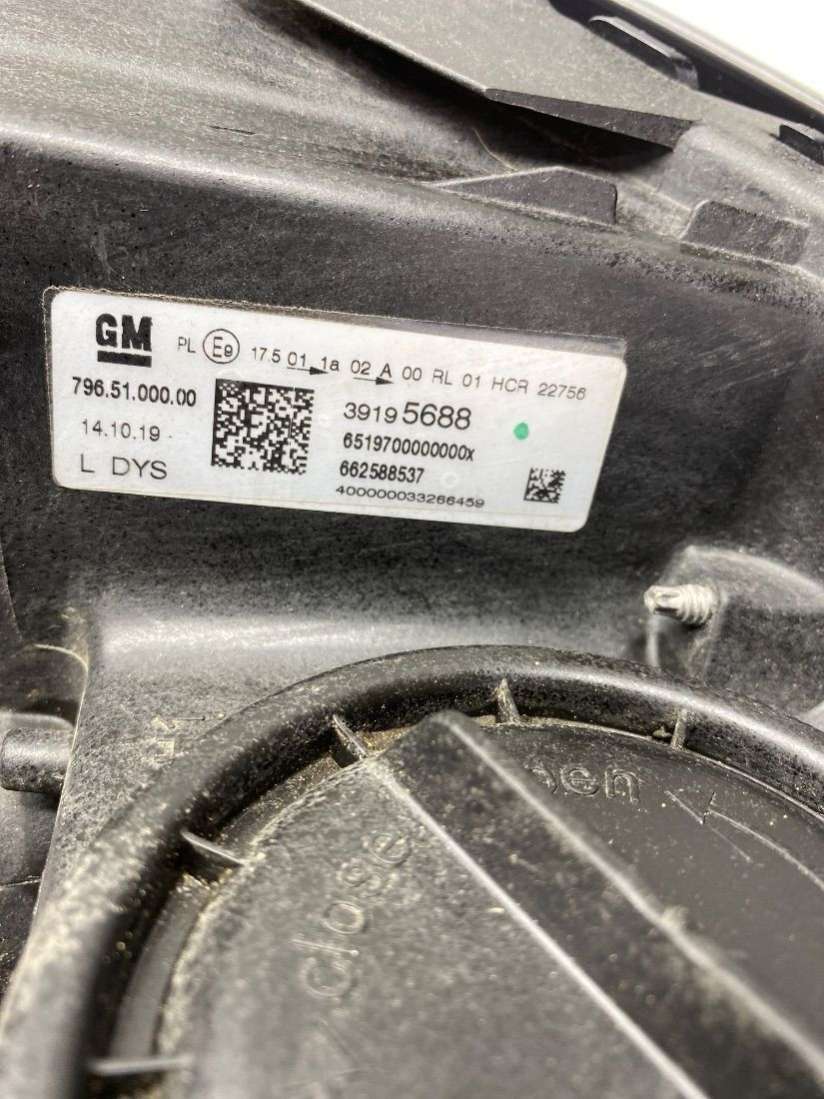 GM
PL E9 17.5 01 1a 02 A 00 RL 01 HCR 22756
796.51.000.00
39195688
14.10.19
6519700000000x
L DYS
662588537
400000033266459
close